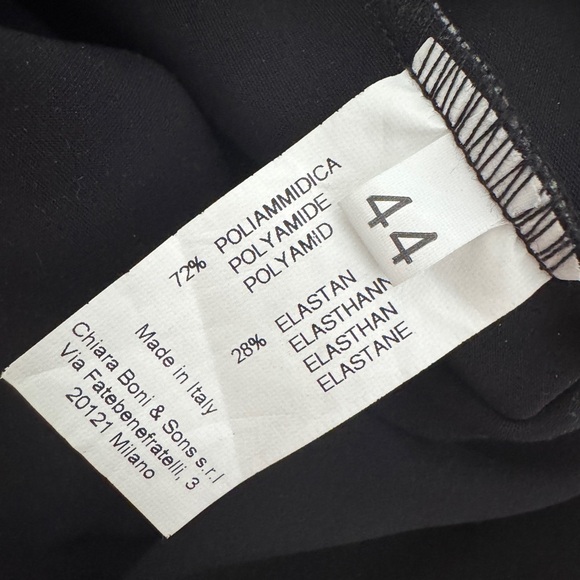 44
72% POLIAMMIDICA
POLYAMIDE
POLYAMID
28% ELASTAN
ELASTHANN
ELASTHAN
ELASTANE
Made in Italy
Chiara Boni & Sons s.r.l
Via Fatebenefratelli, 3
20121 Milano